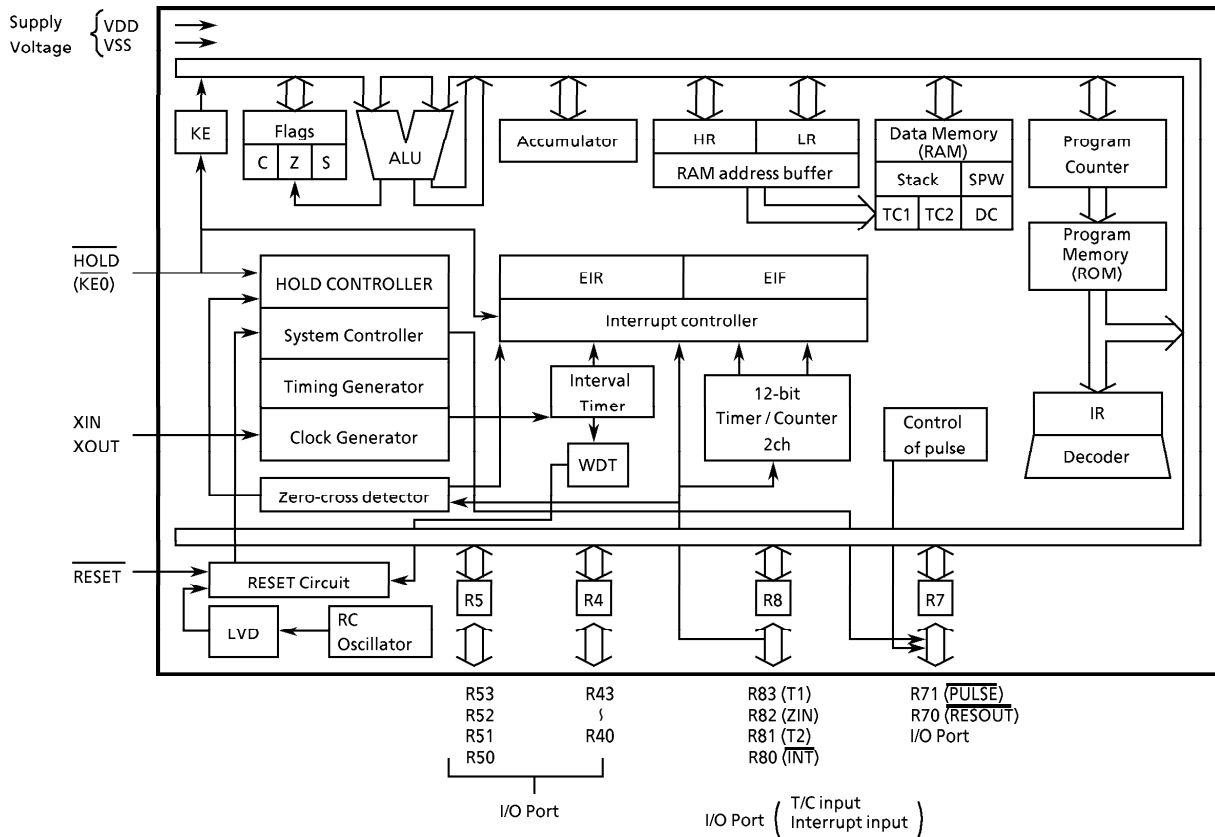 Supply
Voltage
VDD
VSS
KE
Flags
C
Z
S
ALU
Accumulator
HR
LR
RAM address buffer
Data Memory
(RAM)
Stack
SPW
TC1
TC2
DC
Program
Counter
Program
Memory
(ROM)
HOLD
(KE0)
HOLD CONTROLLER
System Controller
Timing Generator
Clock Generator
EIR
EIF
Interrupt controller
Interval
Timer
12-bit
Timer / Counter
2ch
Control
of pulse
IR
Decoder
XIN
XOUT
WDT
Zero-cross detector
RESET
RESET Circuit
LVD
RC
Oscillator
R5
R4
R8
R7
R53
R52
R51
R50
R43
~
R40
R83 (T1)
R82 (ZIN)
R81 (T2)
R80 (INT)
R71 (PULSE)
R70 (RESOUT)
I/O Port
I/O Port
I/O Port
T/C input
Interrupt input